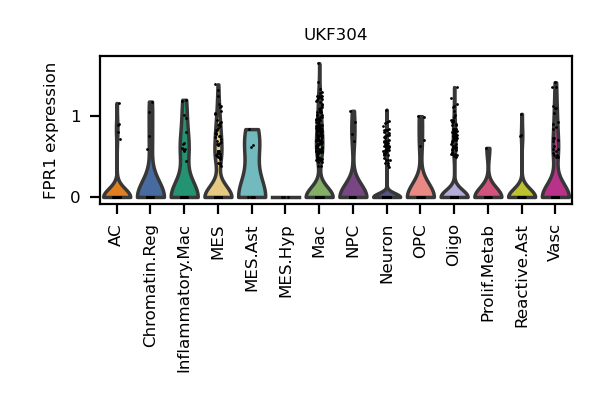 UKF304
FPR1 expression
1
0
AC
Chromatin.Reg
Inflammatory.Mac
MES
MES.Ast
MES.Hyp
Mac
NPC
Neuron
OPC
Oligo
Prolif.Metab
Reactive.Ast
Vasc